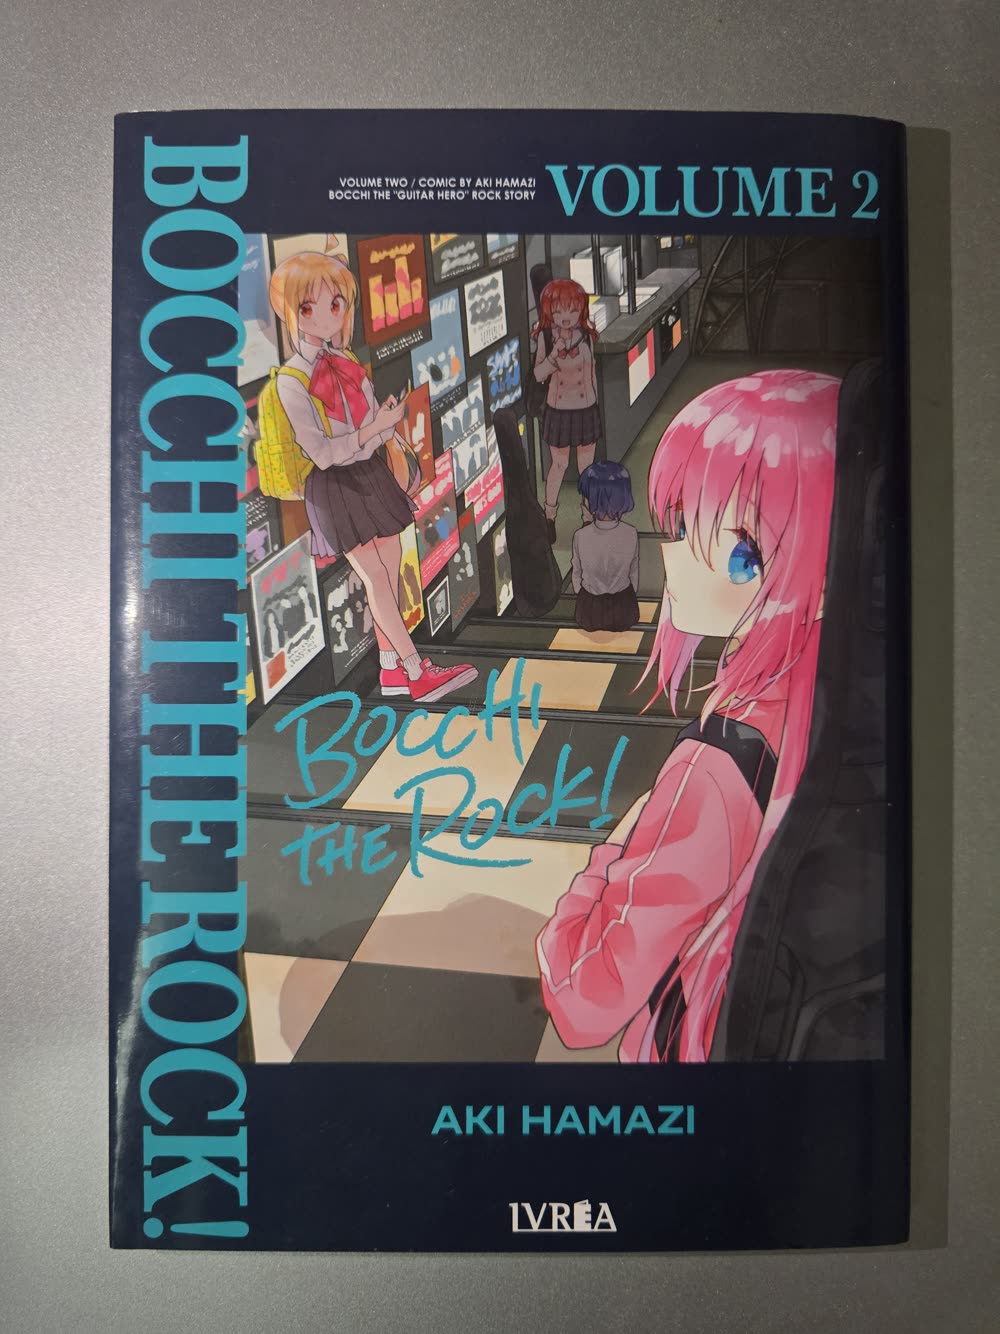 BOCCHI THE ROCK!
VOLUME TWO / COMIC BY AKI HAMAZI
BOCCHI THE "GUITAR HERO" ROCK STORY
VOLUME 2
BOCCHI
THE ROCK!
AKI HAMAZI
IVRÉA